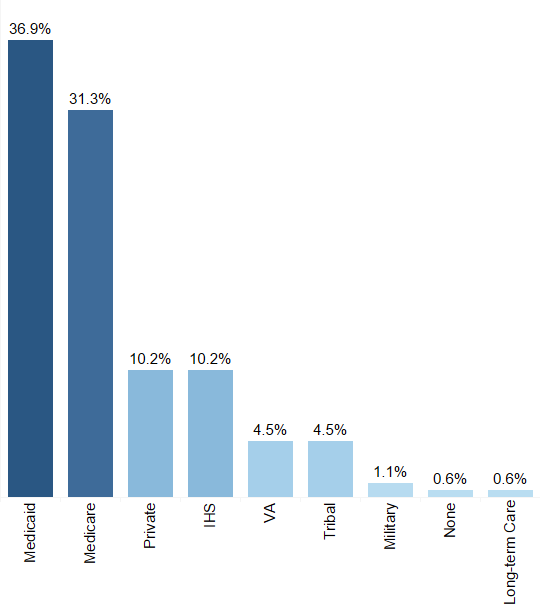 36.9%
31.3%
10.2%
10.2%
4.5%
4.5%
1.1%
0.6%
0.6%
Medicaid
Medicare
Private
IHS
VA
Tribal
Military
None
Long-term Care